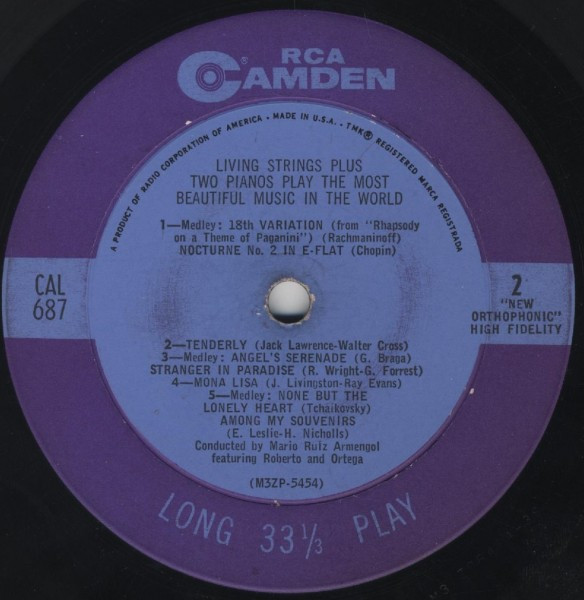 RCA
CAMDEN
A PRODUCT OF RADIO CORPORATION OF AMERICA - MADE IN U.S.A. - TMK® REGISTERED MARCA REGISTRADA
LIVING STRINGS PLUS
TWO PIANOS PLAY THE MOST
BEAUTIFUL MUSIC IN THE WORLD
1—Medley: 18th VARIATION (from "Rhapsody
on a Theme of Paganini") (Rachmaninoff)
NOCTURNE No. 2 IN E-FLAT (Chopin)
CAL
687
2
"NEW
ORTHOPHONIC"
HIGH FIDELITY
2—TENDERLY (Jack Lawrence-Walter Cross)
3—Medley: ANGEL'S SERENADE (G. Braga)
STRANGER IN PARADISE (R. Wright-G. Forrest)
4—MONA LISA (J. Livingston-Ray Evans)
5—Medley: NONE BUT THE
LONELY HEART (Tchaikovsky)
AMONG MY SOUVENIRS
(E. Leslie-H. Nicholls)
Conducted by Mario Ruiz Armengol
featuring Roberto and Ortega
(M3ZP-5454)
LONG 33⅓ PLAY